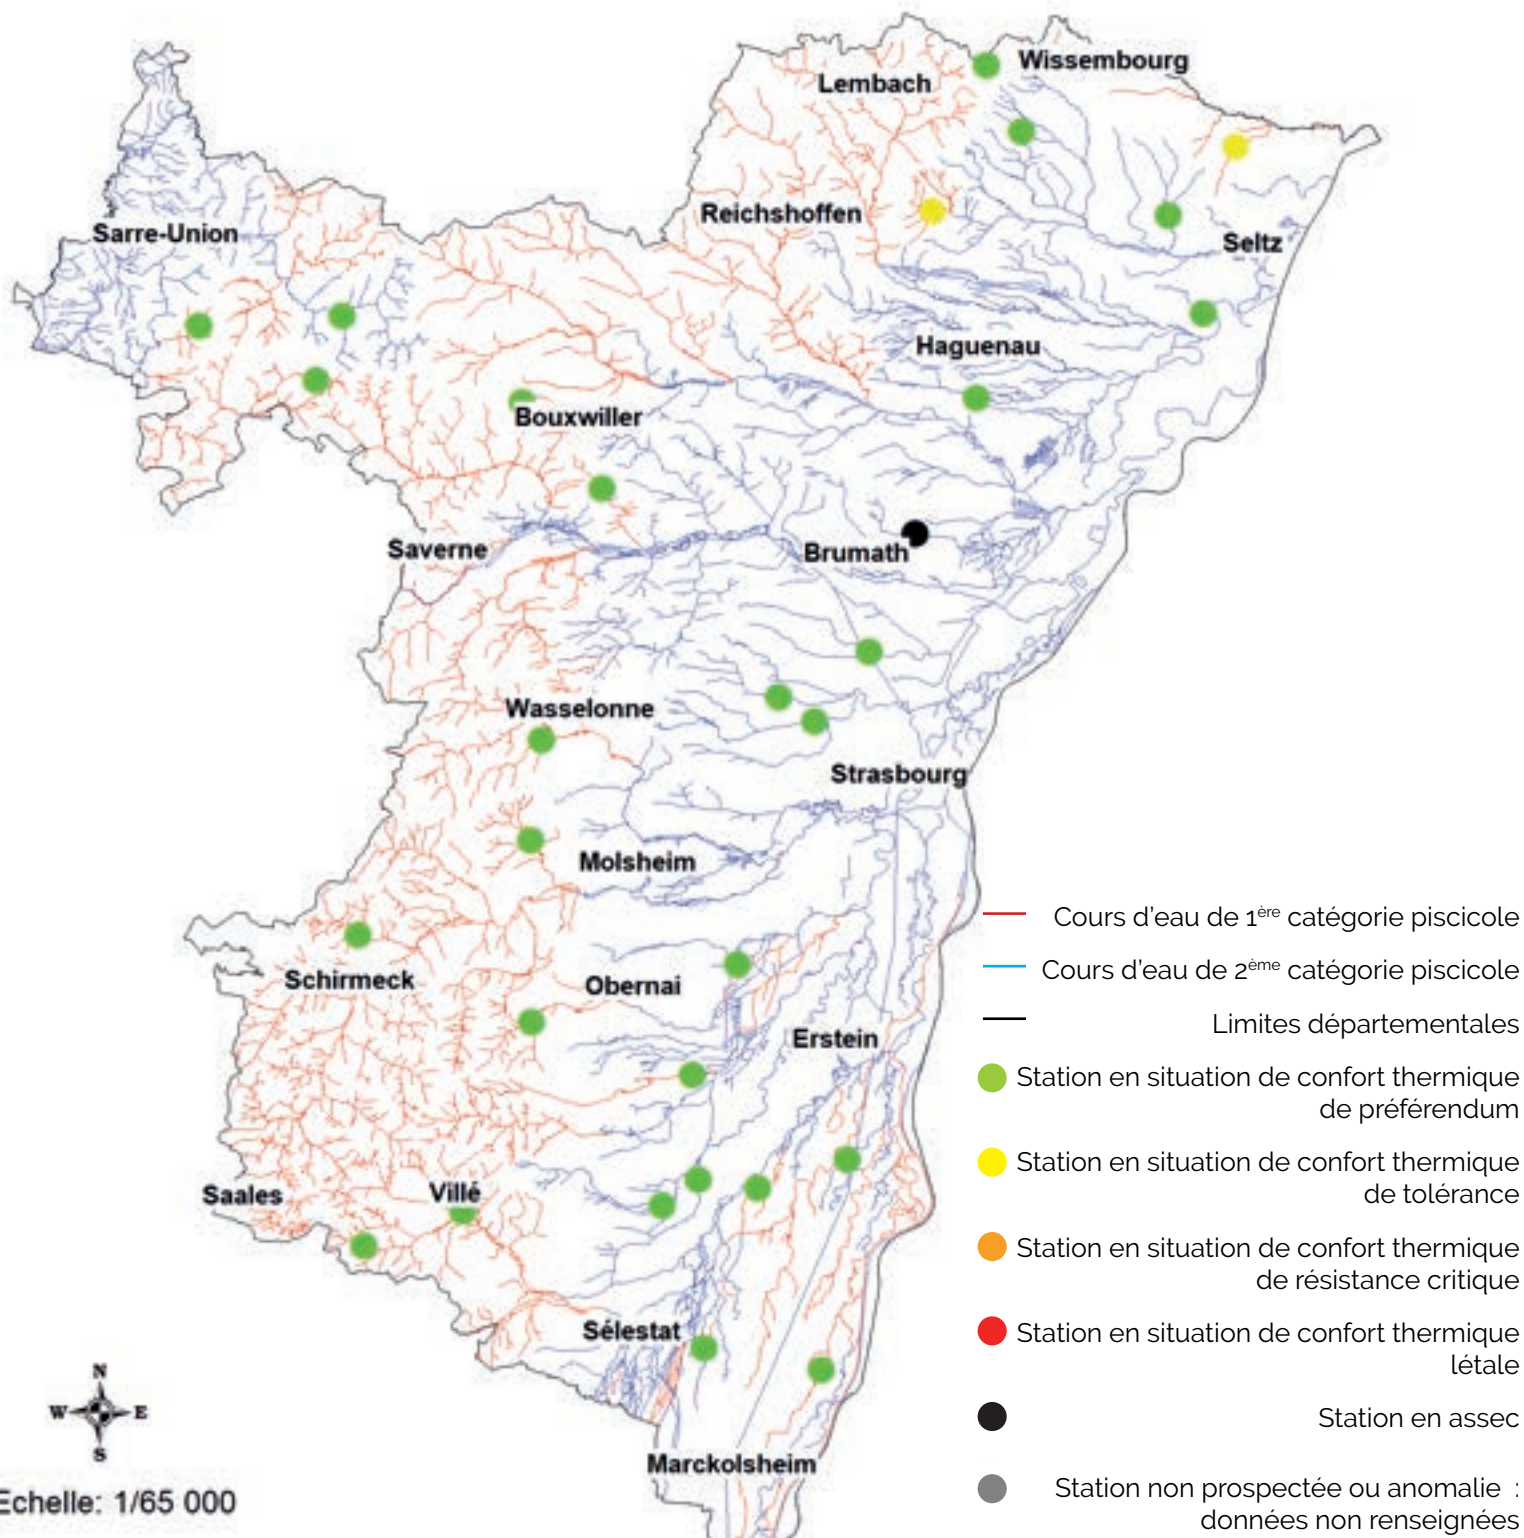 Wissembourg
Lembach
Reichshoffen
Sarre-Union
Seltz
Haguenau
Bouxwiller
Saverne
Brumath
Wasselonne
Strasbourg
Molsheim
Schirmeck
Obernai
Erstein
Saales
Villé
Sélestat
Marckolsheim
N
W E
S
Echelle: 1/65 000
Cours d'eau de 1ère catégorie piscicole
Cours d'eau de 2ème catégorie piscicole
Limites départementales
Station en situation de confort thermique
de préférendum
Station en situation de confort thermique
de tolérance
Station en situation de confort thermique
de résistance critique
Station en situation de confort thermique
létale
Station en assec
Station non prospectée ou anomalie :
données non renseignées